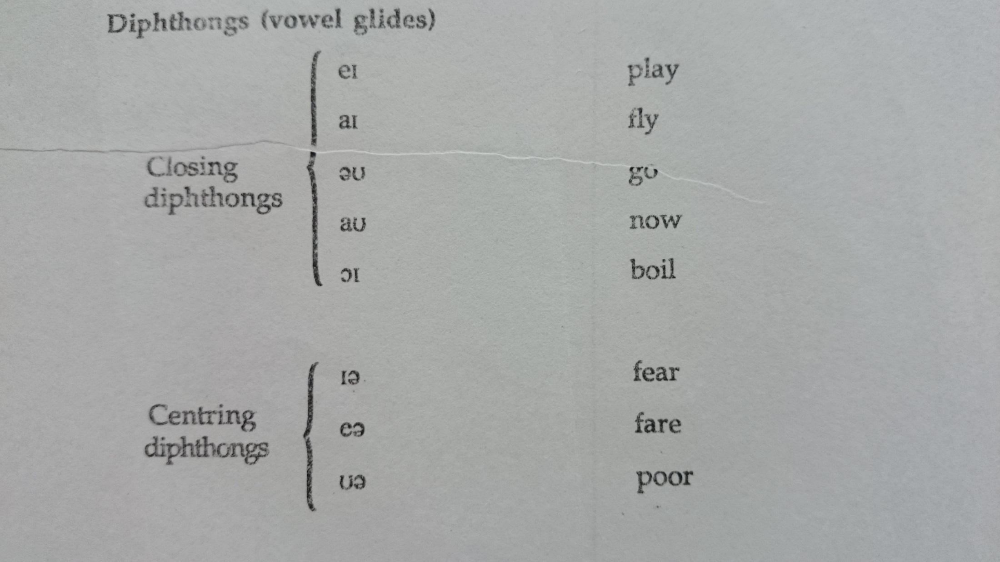 Diphthongs (vowel glides)
eɪ play
aɪ fly
əʊ go
Closing
diphthongs
aʊ now
ɔɪ boil
ɪə fear
Centring
eə fare
diphthongs
ʊə poor